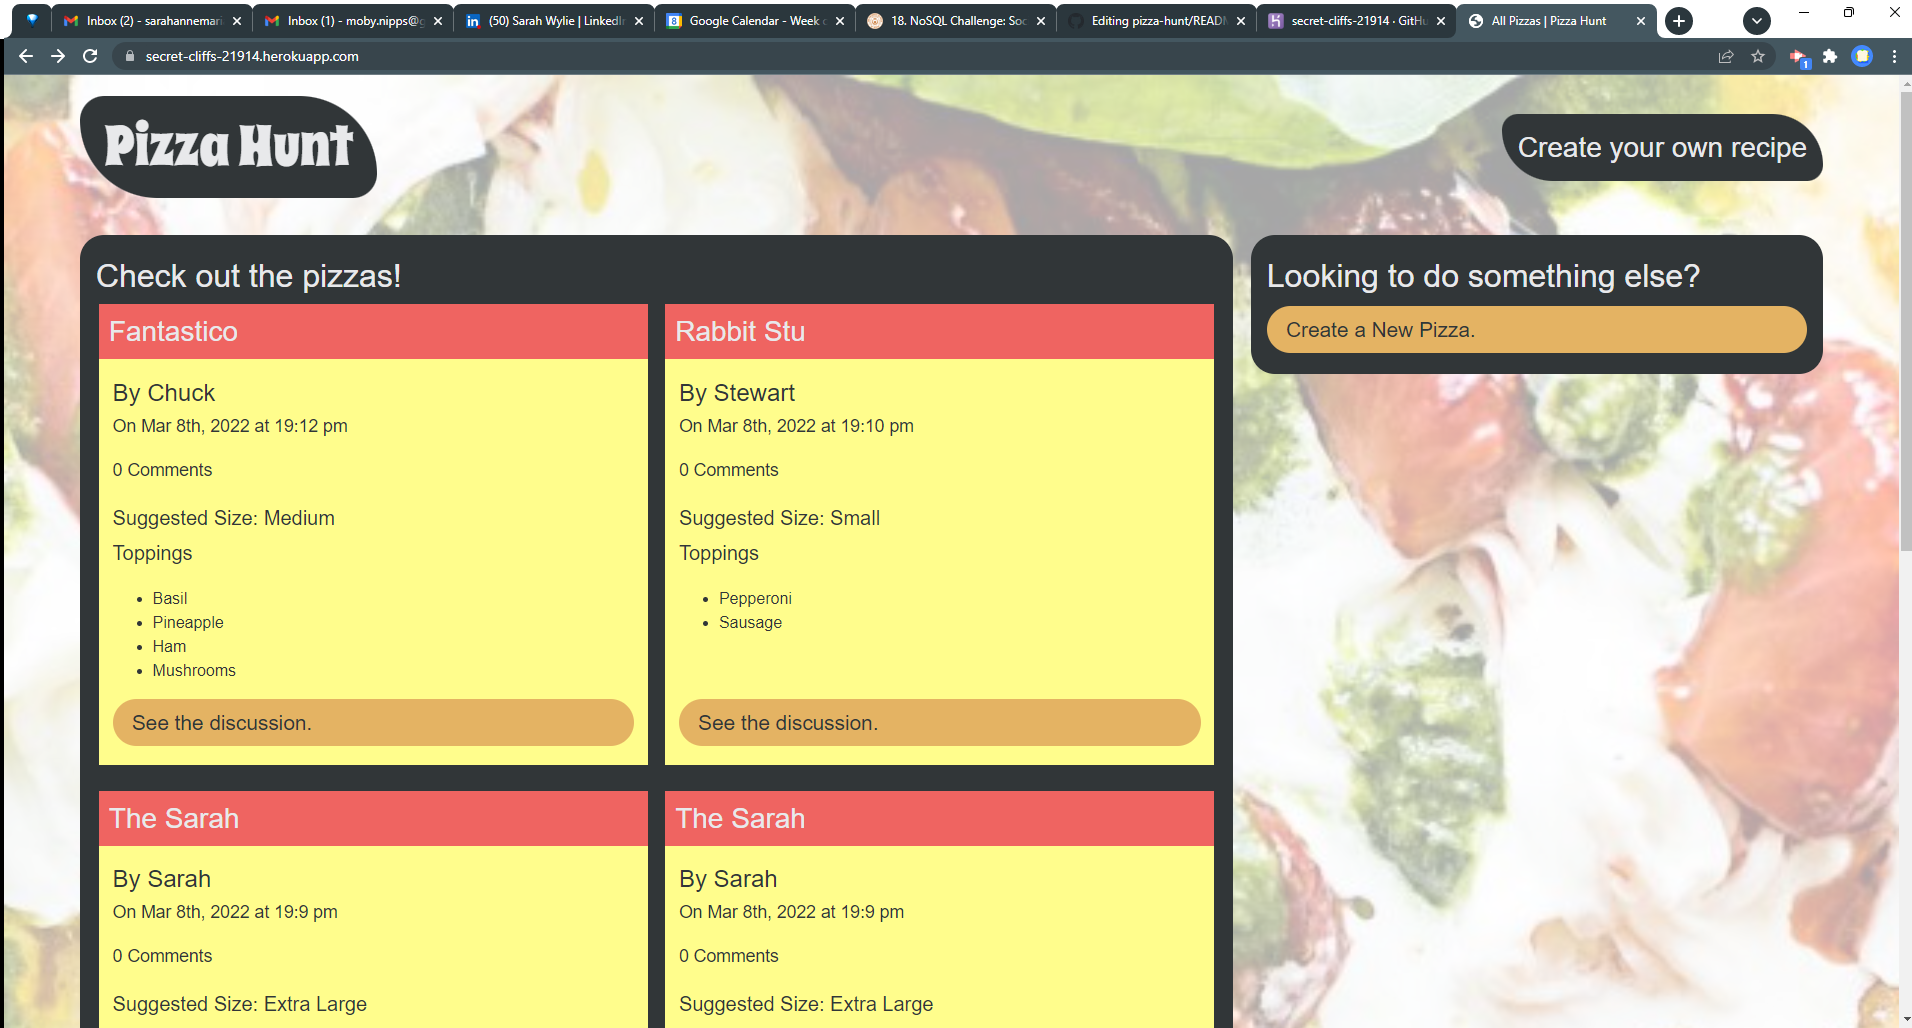 Inbox (2) - sarahannemari
Inbox (1) - moby.nipps@g
(50) Sarah Wylie | LinkedIn
Google Calendar - Week o
18. NoSQL Challenge: Soc
Editing pizza-hunt/READM
secret-cliffs-21914 · GitHu
All Pizzas | Pizza Hunt
secret-cliffs-21914.herokuapp.com
1
Pizza Hunt
Create your own recipe
Check out the pizzas!
Looking to do something else?
Create a New Pizza.
Fantastico
By Chuck
On Mar 8th, 2022 at 19:12 pm
0 Comments
Suggested Size: Medium
Toppings
• Basil
• Pineapple
• Ham
• Mushrooms
See the discussion.
Rabbit Stu
By Stewart
On Mar 8th, 2022 at 19:10 pm
0 Comments
Suggested Size: Small
Toppings
• Pepperoni
• Sausage
See the discussion.
The Sarah
By Sarah
On Mar 8th, 2022 at 19:9 pm
0 Comments
Suggested Size: Extra Large
The Sarah
By Sarah
On Mar 8th, 2022 at 19:9 pm
0 Comments
Suggested Size: Extra Large